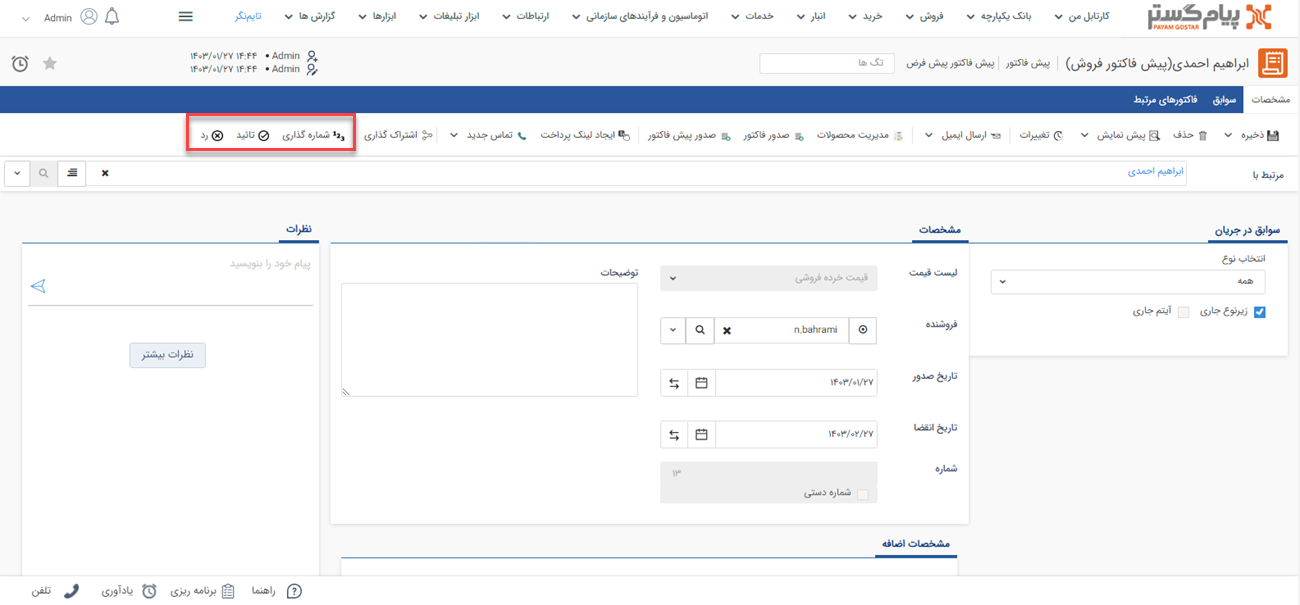 پیام گستر
PAYAM GOSTAR
کارتابل من
بانک یکپارچه
فروش
خرید
انبار
خدمات
اتوماسیون و فرآیندهای سازمانی
ارتباطات
ابزار تبلیغات
ابزارها
گزارش ها
تایم‌نگر
Admin
ابراهیم احمدی(پیش فاکتور فروش)
پیش فاکتور
پیش فاکتور پیش فرض
تگ ها
Admin • ۱۴۰۳/۰۱/۲۷ ۱۴:۴۴
Admin • ۱۴۰۳/۰۱/۲۷ ۱۴:۴۴
مشخصات
سوابق
فاکتورهای مرتبط
ذخیره
پیش نمایش
حذف
تغییرات
ارسال ایمیل
مدیریت محصولات
صدور فاکتور
صدور پیش فاکتور
ایجاد لینک پرداخت
تماس جدید
اشتراک گذاری
شماره گذاری
تائید
رد
مرتبط با
ابراهیم احمدی
سوابق در جریان
انتخاب نوع
همه
زیرنوع جاری
آیتم جاری
مشخصات
لیست قیمت
قیمت خرده فروشی
فروشنده
n.bahrami
تاریخ صدور
۱۴۰۳/۰۱/۲۷
تاریخ انقضا
۱۴۰۳/۰۲/۲۷
شماره
۱۳
شماره دستی
توضیحات
مشخصات اضافه
نظرات
پیام خود را بنویسید
نظرات بیشتر
راهنما
برنامه ریزی
یادآوری
تلفن